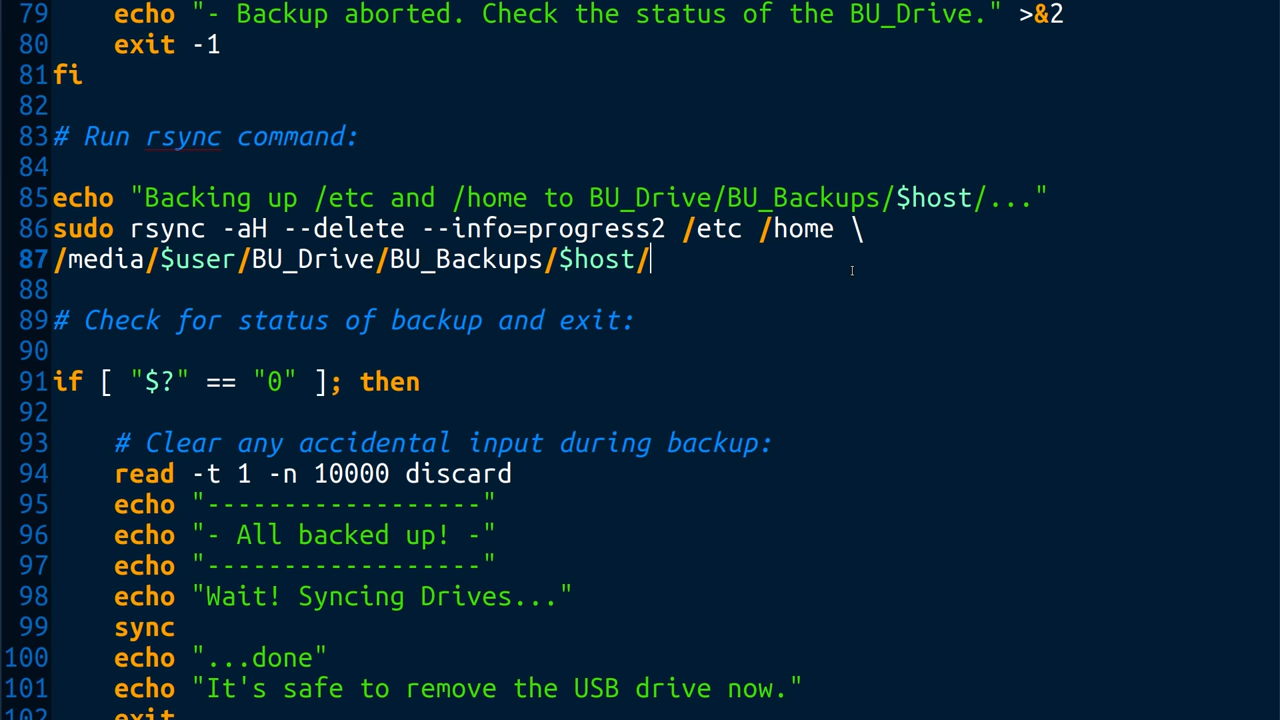 79 echo "- Backup aborted. Check the status of the BU_Drive." >&2
80 exit -1
81 fi
82
83 # Run rsync command:
84
85 echo "Backing up /etc and /home to BU_Drive/BU_Backups/$host/..."
86 sudo rsync -aH --delete --info=progress2 /etc /home \
87 /media/$user/BU_Drive/BU_Backups/$host/
88
89 # Check for status of backup and exit:
90
91 if [ "$?" == "0" ]; then
92
93 # Clear any accidental input during backup:
94 read -t 1 -n 10000 discard
95 echo "------------------"
96 echo "- All backed up! -"
97 echo "------------------"
98 echo "Wait! Syncing Drives..."
99 sync
100 echo "...done"
101 echo "It's safe to remove the USB drive now."
102 exit